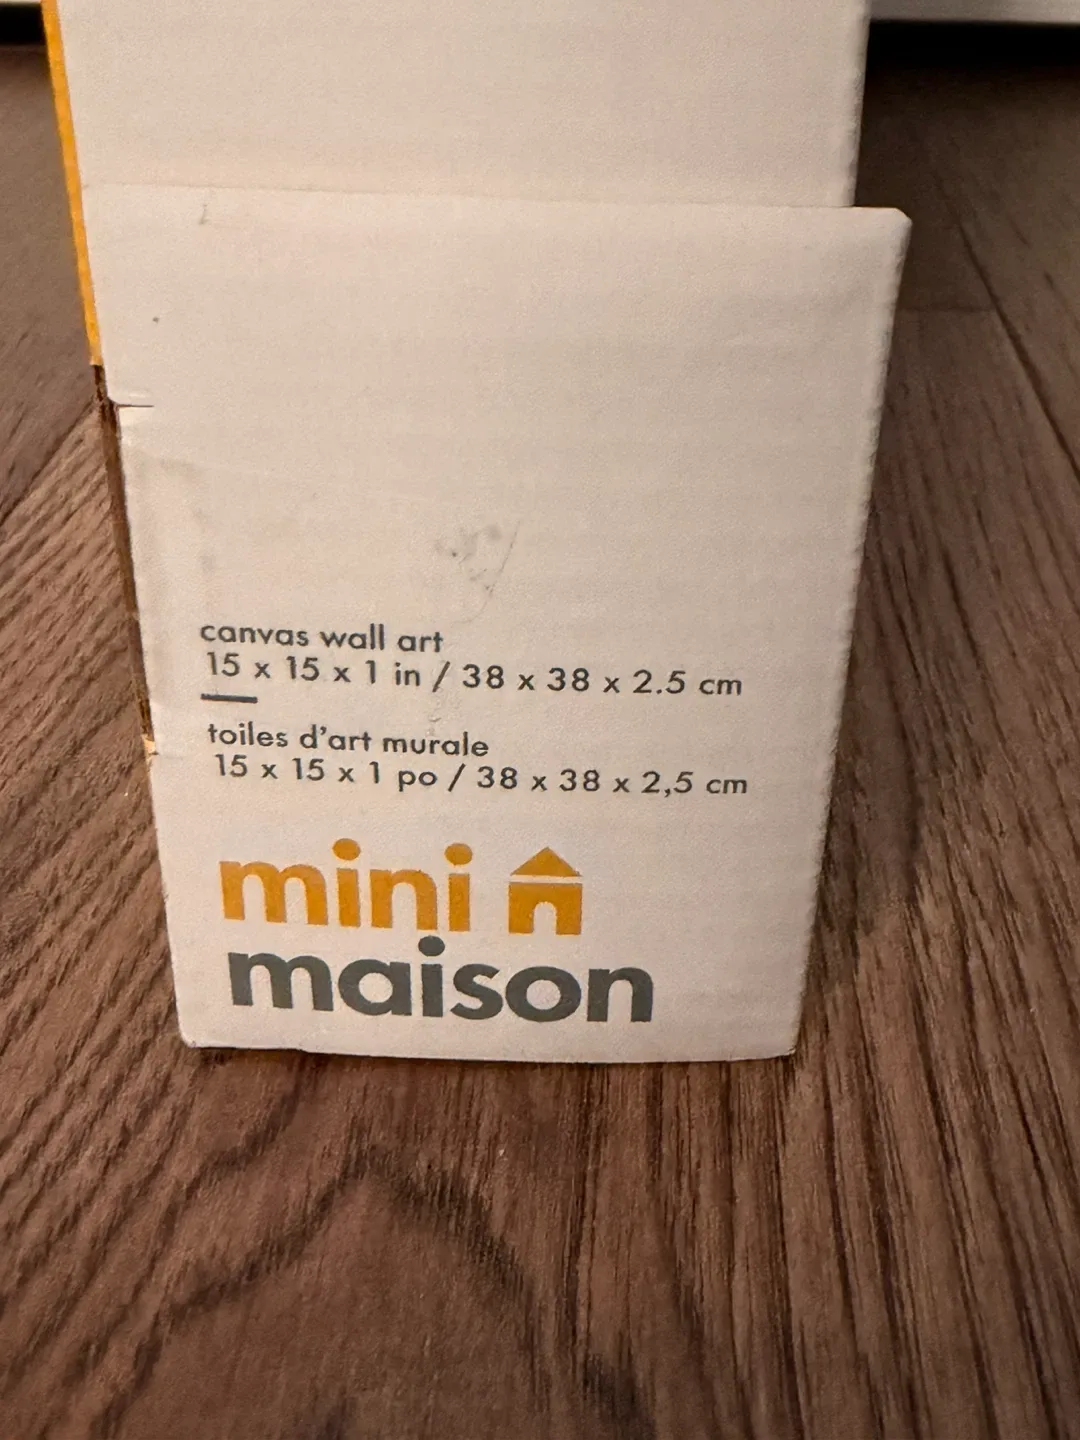 canvas wall art
15 x 15 x 1 in / 38 x 38 x 2.5 cm
toiles d'art murale
15 x 15 x 1 po / 38 x 38 x 2,5 cm
mini
maison